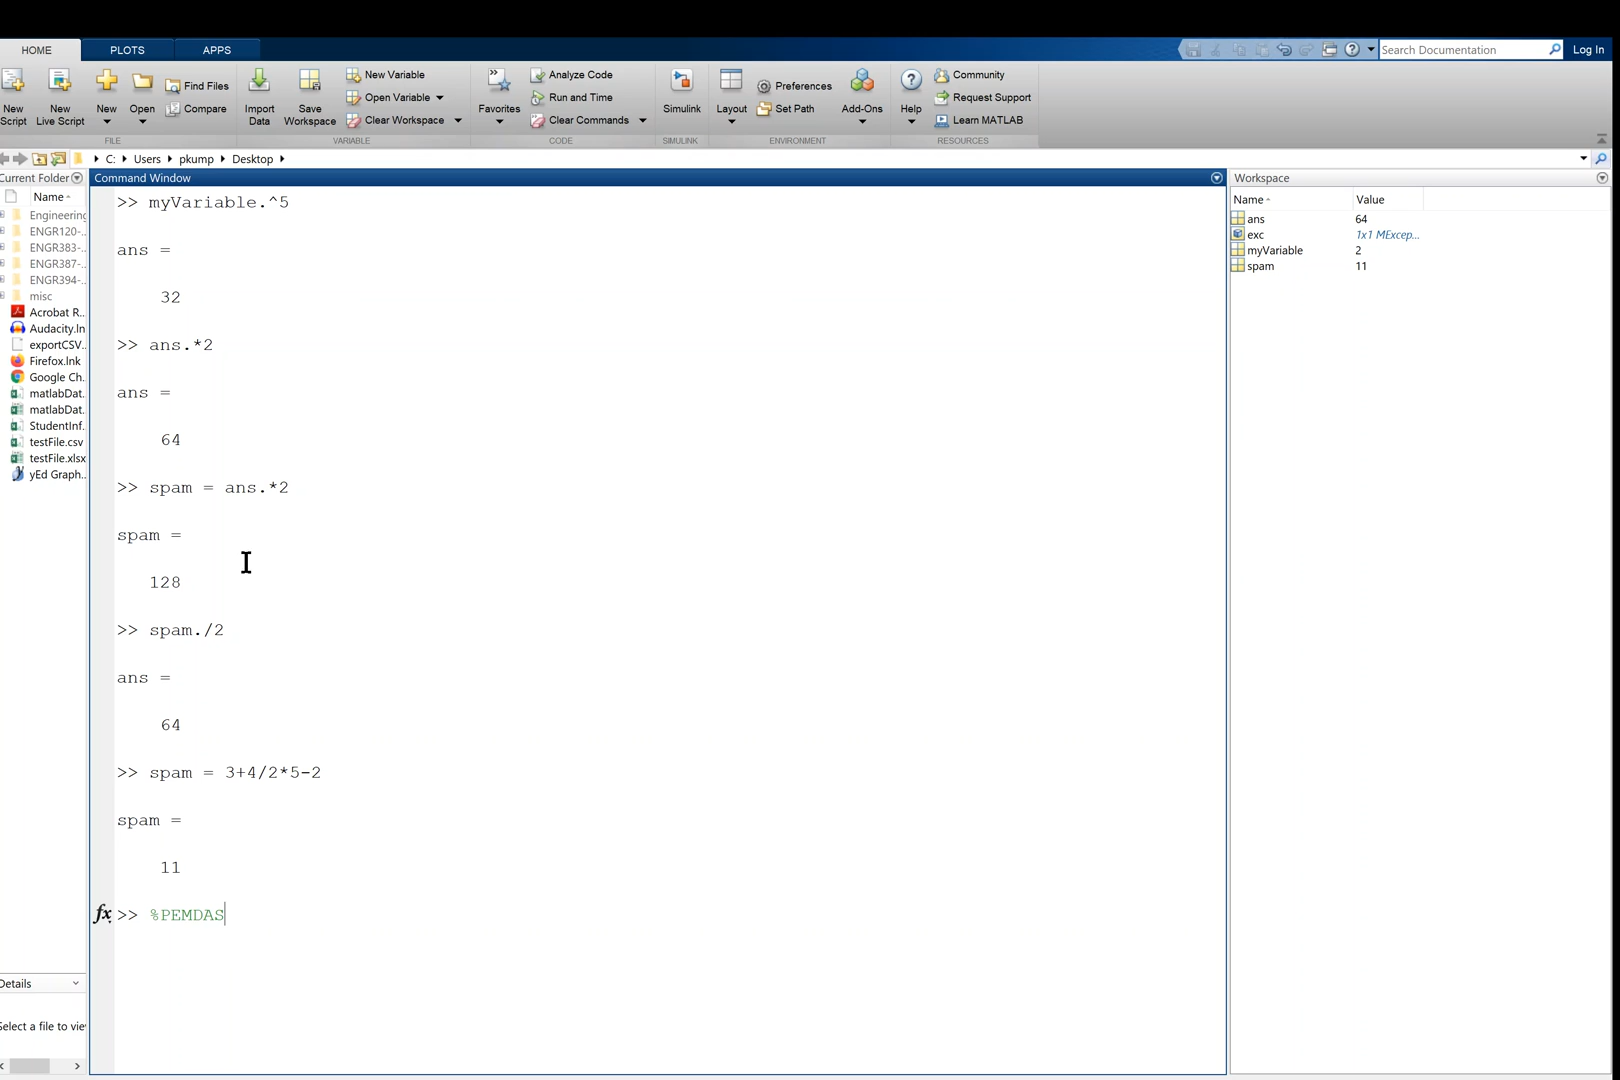 HOME PLOTS APPS Search Documentation Log In
New Script
New Live Script
New
Open
Find Files
Compare
FILE
Import Data
Save Workspace
New Variable
Open Variable
Clear Workspace
VARIABLE
Favorites
Analyze Code
Run and Time
Clear Commands
CODE
Simulink
SIMULINK
Layout
Preferences
Set Path
Add-Ons
ENVIRONMENT
Help
Community
Request Support
Learn MATLAB
RESOURCES
C: Users pkump Desktop
Current Folder
Name
Engineering
ENGR120-..
ENGR383-..
ENGR387-..
ENGR394-..
misc
Acrobat R..
Audacity.ln
exportCSV..
Firefox.lnk
Google Ch..
matlabDat..
matlabDat..
StudentInf..
testFile.csv
testFile.xlsx
yEd Graph..
Details
Select a file to vie
Command Window
>> myVariable.^5
ans =
32
>> ans.*2
ans =
64
>> spam = ans.*2
spam =
128
>> spam./2
ans =
64
>> spam = 3+4/2*5-2
spam =
11
fx >> %PEMDAS
Workspace
Name Value
ans 64
exc 1x1 MExcep...
myVariable 2
spam 11